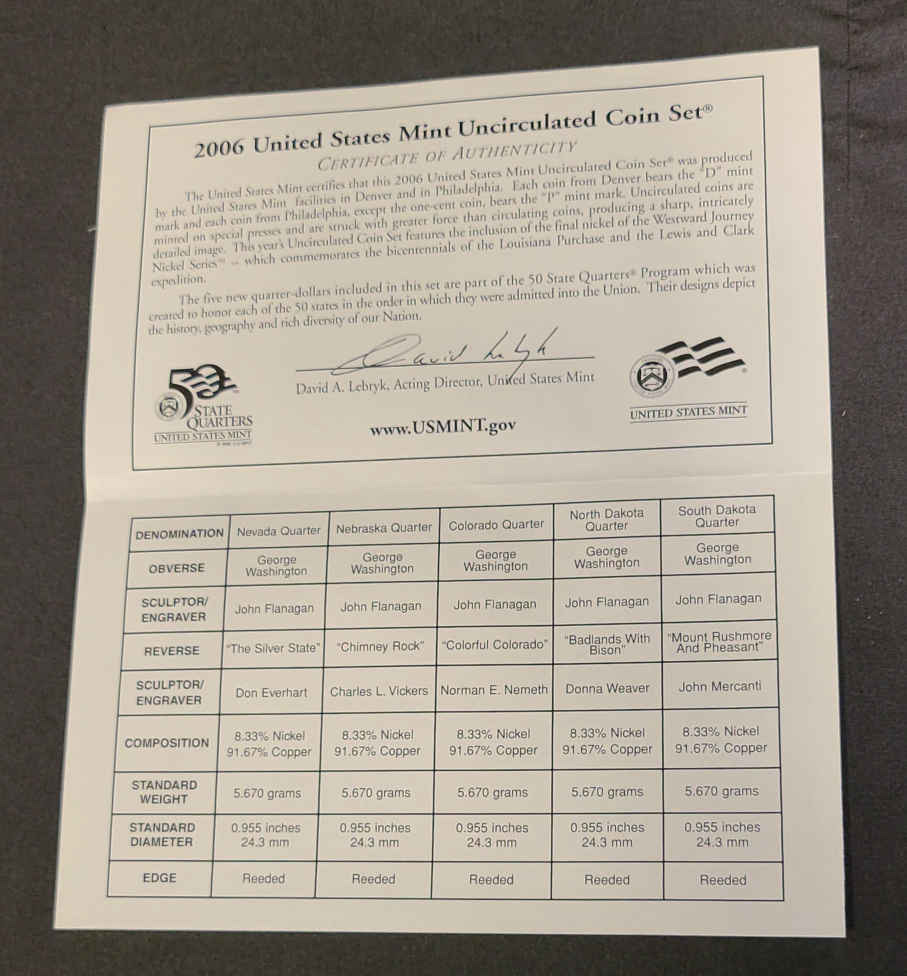 2006 United States Mint Uncirculated Coin Set®
CERTIFICATE OF AUTHENTICITY
The United States Mint certifies that this 2006 United States Mint Uncirculated Coin Set® was produced
by the United States Mint facilities in Denver and in Philadelphia. Each coin from Denver bears the "D" mint
mark and each coin from Philadelphia, except the one-cent coin, bears the "P" mint mark. Uncirculated coins are
minted on special presses and are struck with greater force than circulating coins, producing a sharp, intricately
detailed image. This year's Uncirculated Coin Set features the inclusion of the final nickel of the Westward Journey
Nickel Series™ – which commemorates the bicentennials of the Louisiana Purchase and the Lewis and Clark
expedition.
The five new quarter-dollars included in this set are part of the 50 State Quarters® Program which was
created to honor each of the 50 states in the order in which they were admitted into the Union. Their designs depict
the history, geography and rich diversity of our Nation.
David A. Lebryk, Acting Director, United States Mint
50
STATE
QUARTERS
UNITED STATES MINT
www.USMINT.gov
UNITED STATES MINT
DENOMINATION Nevada Quarter Nebraska Quarter Colorado Quarter North Dakota Quarter South Dakota Quarter
OBVERSE George Washington George Washington George Washington George Washington George Washington
SCULPTOR/ ENGRAVER John Flanagan John Flanagan John Flanagan John Flanagan John Flanagan
REVERSE "The Silver State" "Chimney Rock" "Colorful Colorado" "Badlands With Bison" "Mount Rushmore And Pheasant"
SCULPTOR/ ENGRAVER Don Everhart Charles L. Vickers Norman E. Nemeth Donna Weaver John Mercanti
COMPOSITION 8.33% Nickel 91.67% Copper 8.33% Nickel 91.67% Copper 8.33% Nickel 91.67% Copper 8.33% Nickel 91.67% Copper 8.33% Nickel 91.67% Copper
STANDARD WEIGHT 5.670 grams 5.670 grams 5.670 grams 5.670 grams 5.670 grams
STANDARD DIAMETER 0.955 inches 24.3 mm 0.955 inches 24.3 mm 0.955 inches 24.3 mm 0.955 inches 24.3 mm 0.955 inches 24.3 mm
EDGE Reeded Reeded Reeded Reeded Reeded